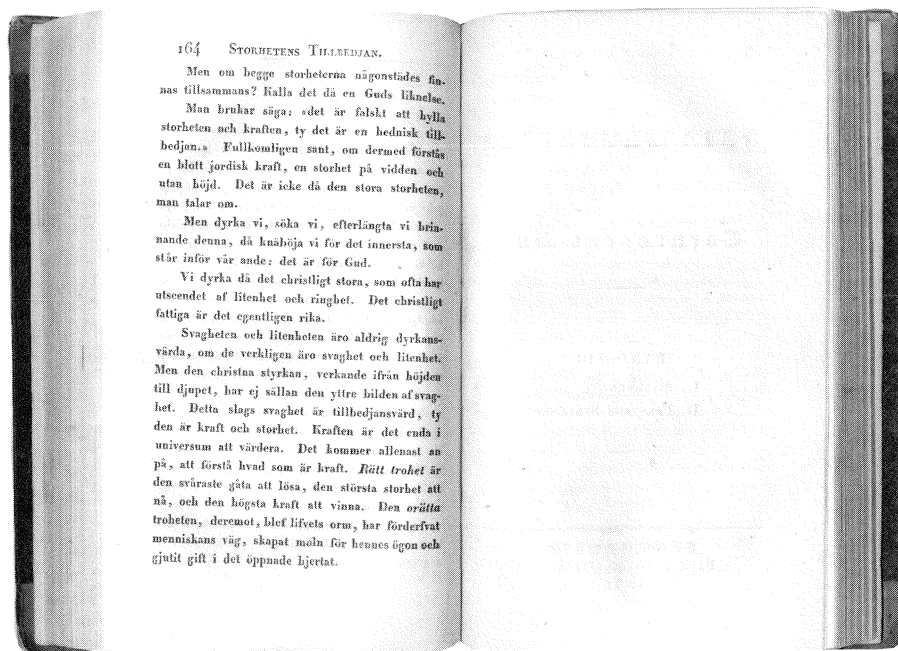 164 STORHETENS TILLBEDJAN.
Men om begge storheterna någonstädes fin-
nas tillsammans? Kalla det då en Guds liknelse.
Man brukar säga: »det är falskt att hylla
storheten och kraften, ty det är en hednisk till-
bedjan.» Fullkomligen sant, om dermed förstås
en blott jordisk kraft, en storhet på vidden och
utan höjd. Det är icke då den stora storheten,
man talar om.
Men dyrka vi, söka vi, efterlängta vi brin-
nande denna, då knäböja vi för det innersta, som
står inför vår ande: det är för Gud.
Vi dyrka då det christligt stora, som ofta har
utseendet af litenhet och ringhet. Det christligt
fattiga är det egentligen rika.
Svagheten och litenheten äro aldrig dyrkans-
värda, om de verkligen äro svaghet och litenhet.
Men den christna styrkan, verkande ifrån höjden
till djupet, har ej sällan den yttre bilden af svag-
het. Detta slags svaghet är tillbedjansvärd, ty
den är kraft och storhet. Kraften är det enda i
universum att värdera. Det kommer allenast an
på, att förstå hvad som är kraft. Rätt trohet är
den svåraste gåta att lösa, den största storhet att
nå, och den högsta kraft att vinna. Den orätta
troheten, deremot, blef lifvets orm, har förderfvat
menniskans väg, skapat moln för hennes ögon och
gjutit gift i det öppnade hjertat.